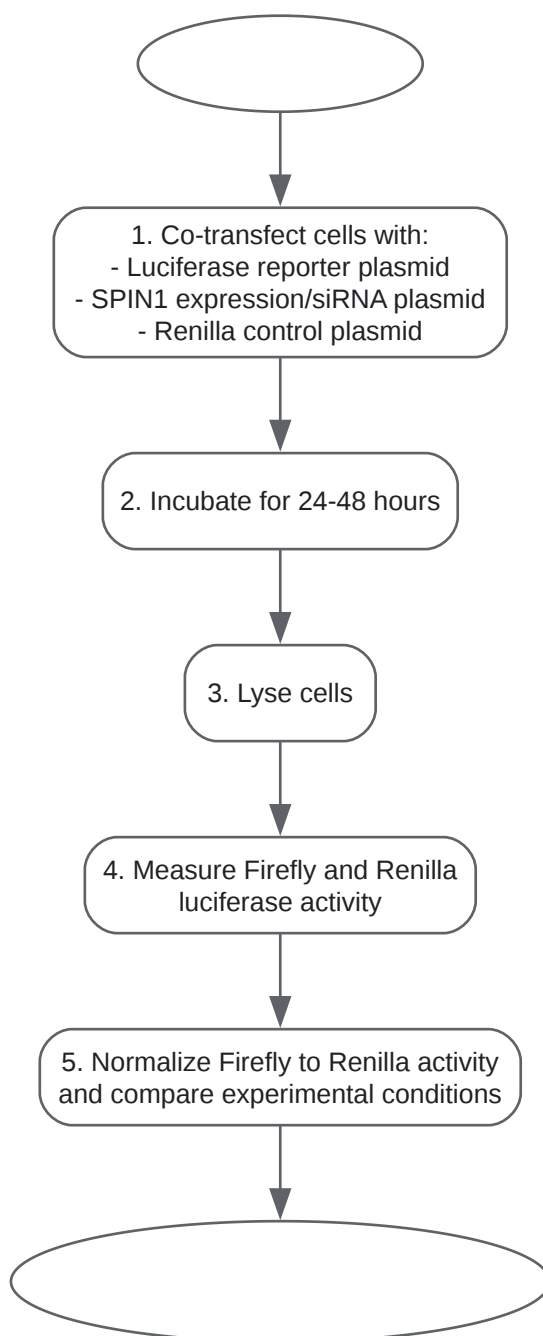 1. Co-transfect cells with:
- Luciferase reporter plasmid
- SPIN1 expression/siRNA plasmid
- Renilla control plasmid
2. Incubate for 24-48 hours
3. Lyse cells
4. Measure Firefly and Renilla
luciferase activity
5. Normalize Firefly to Renilla activity
and compare experimental conditions